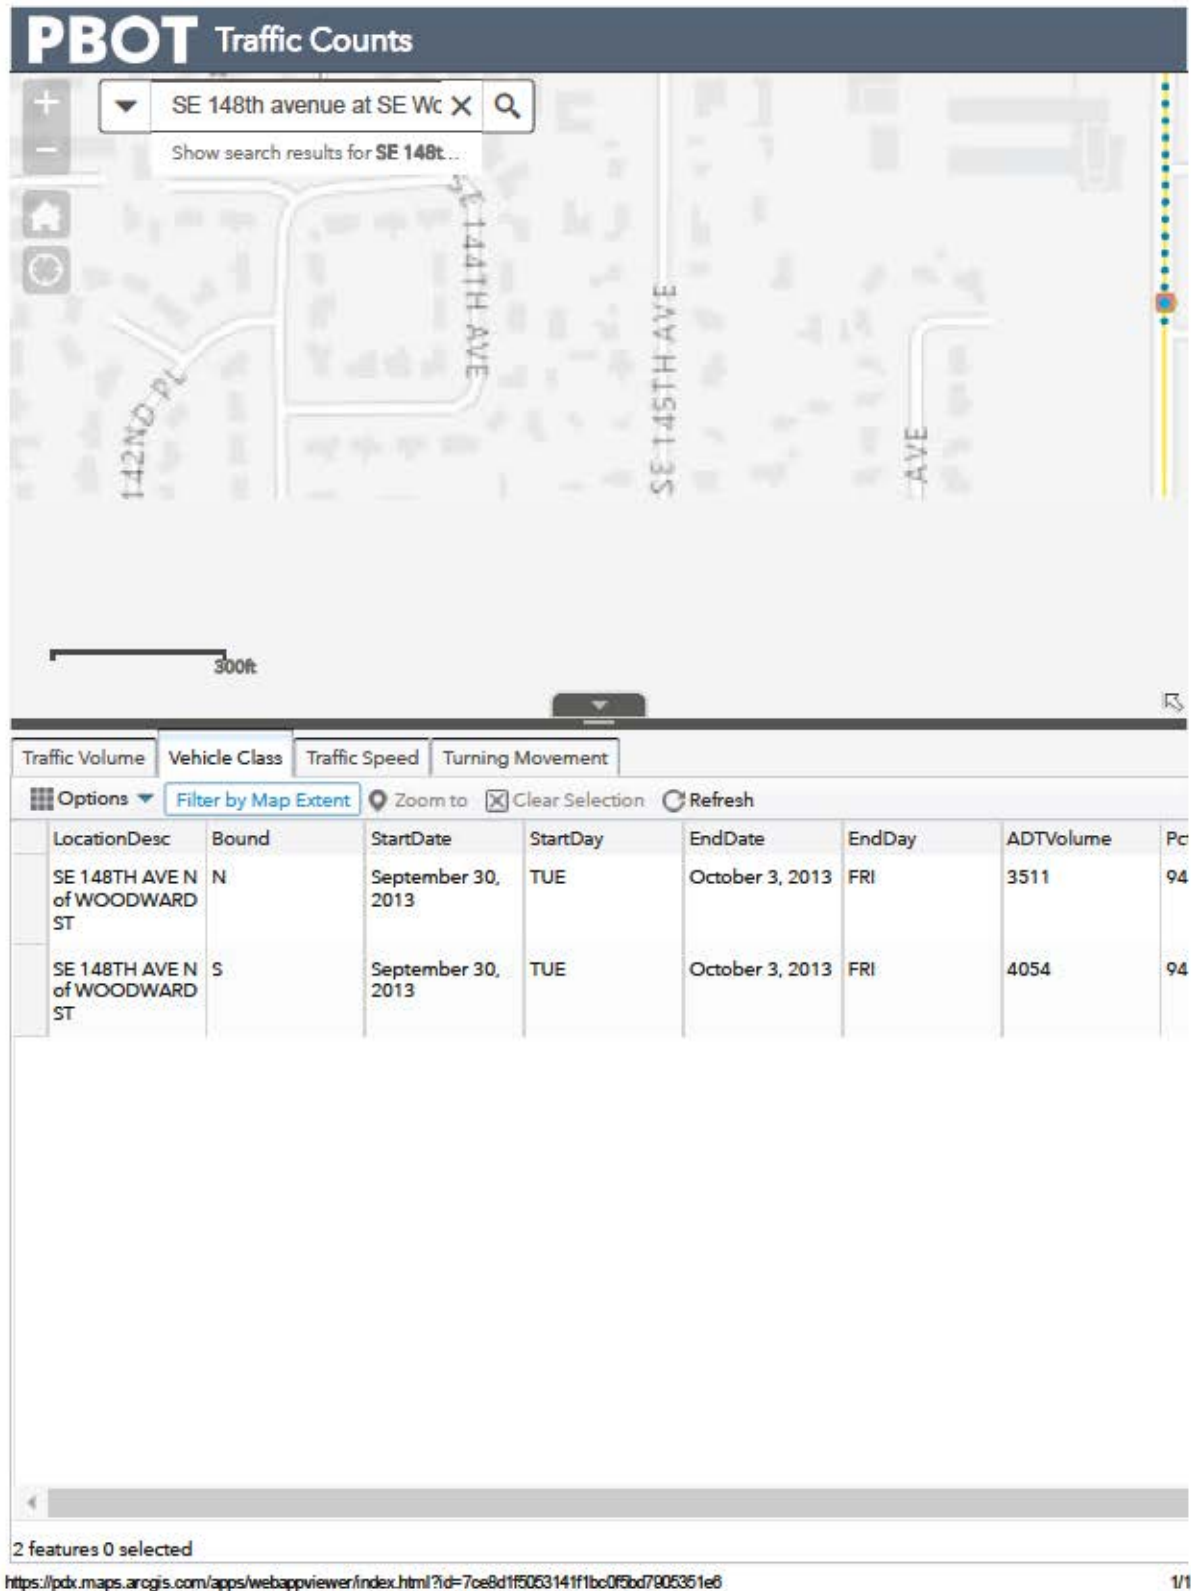 PBOT Traffic Counts
+
SE 148th avenue at SE Wo
−
Show search results for SE 148t...
SE 144TH AVE
SE 145TH AVE
142ND PL
AVE
300ft
Traffic Volume Vehicle Class Traffic Speed Turning Movement
Options Filter by Map Extent Zoom to Clear Selection Refresh
LocationDesc Bound StartDate StartDay EndDate EndDay ADTVolume Pc
SE 148TH AVE N N September 30, TUE October 3, 2013 FRI 3511 94
of WOODWARD 2013
ST
SE 148TH AVE N S September 30, TUE October 3, 2013 FRI 4054 94
of WOODWARD 2013
ST
2 features 0 selected
https://pdx.maps.arcgis.com/apps/webappviewer/index.html?id=7ce8d1f5053141f1bc0f5bd7905351e6 1/1